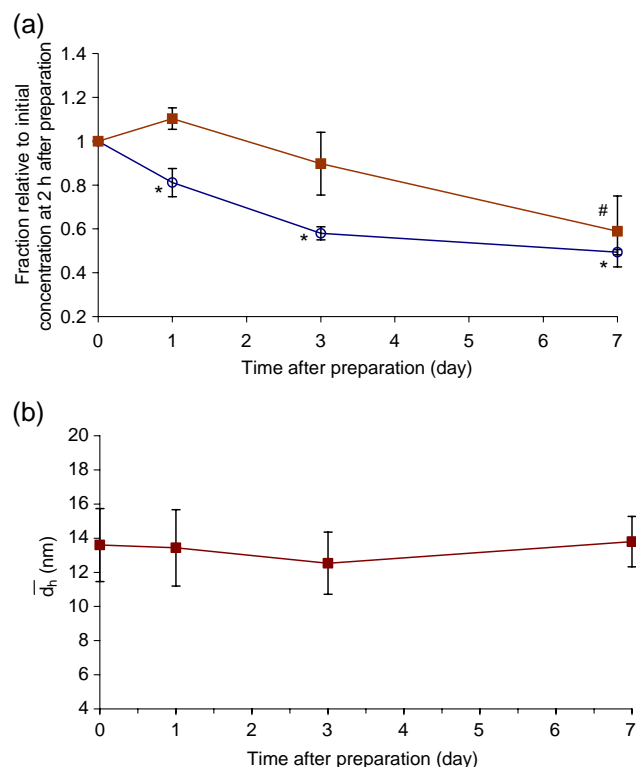 (a)
Fraction relative to initial
concentration at 2 h after preparation
1.4
1.2
1
0.8
0.6
0.4
0.2
*
*
#
*
0 1 2 3 4 5 6 7
Time after preparation (day)
(b)
d̅h (nm)
20
18
16
14
12
10
8
6
4
0 1 2 3 4 5 6 7
Time after preparation (day)